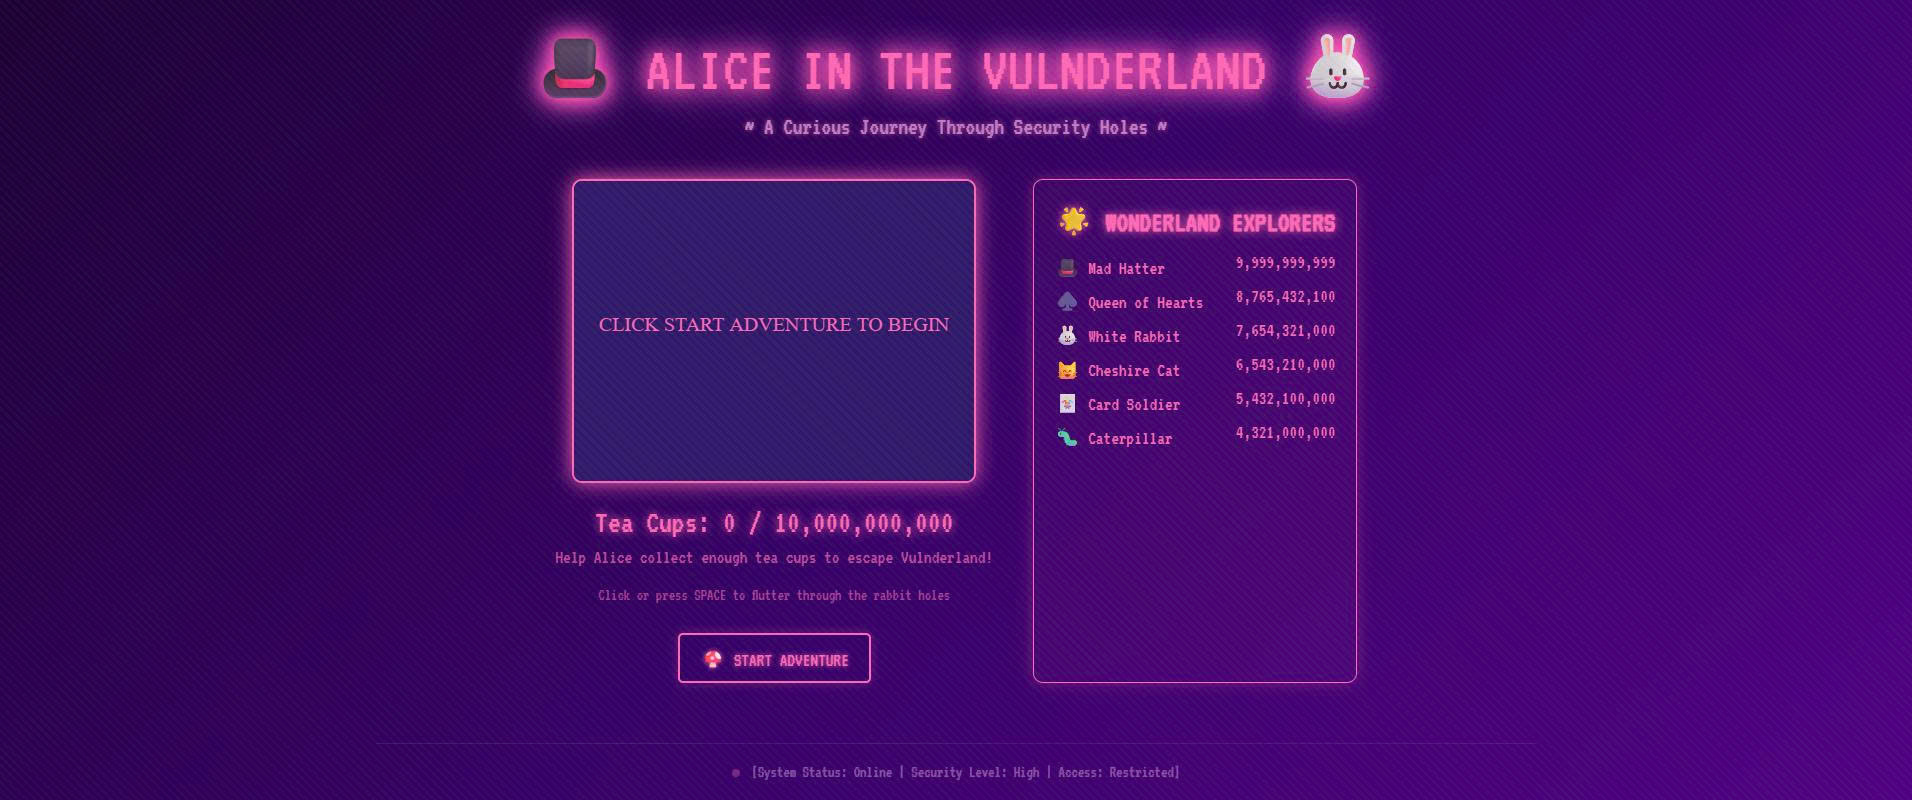 ALICE IN THE VULNDERLAND
~ A Curious Journey Through Security Holes ~
CLICK START ADVENTURE TO BEGIN
Tea Cups: 0 / 10,000,000,000
Help Alice collect enough tea cups to escape Vulnderland!
Click or press SPACE to flutter through the rabbit holes
START ADVENTURE
WONDERLAND EXPLORERS
Mad Hatter 9,999,999,999
Queen of Hearts 8,765,432,100
White Rabbit 7,654,321,000
Cheshire Cat 6,543,210,000
Card Soldier 5,432,100,000
Caterpillar 4,321,000,000
[System Status: Online | Security Level: High | Access: Restricted]